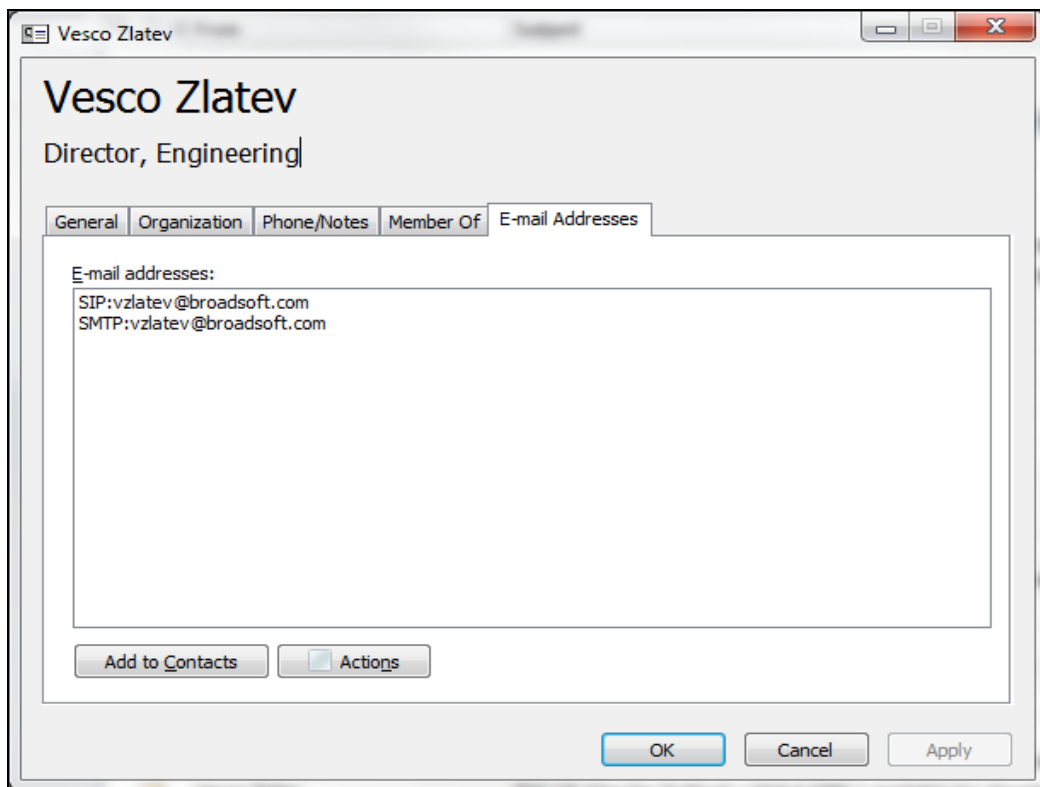 Vesco Zlatev
Vesco Zlatev
Director, Engineering
General Organization Phone/Notes Member Of E-mail Addresses
E-mail addresses:
SIP:vzlatev@broadsoft.com
SMTP:vzlatev@broadsoft.com
Add to Contacts Actions
OK Cancel Apply